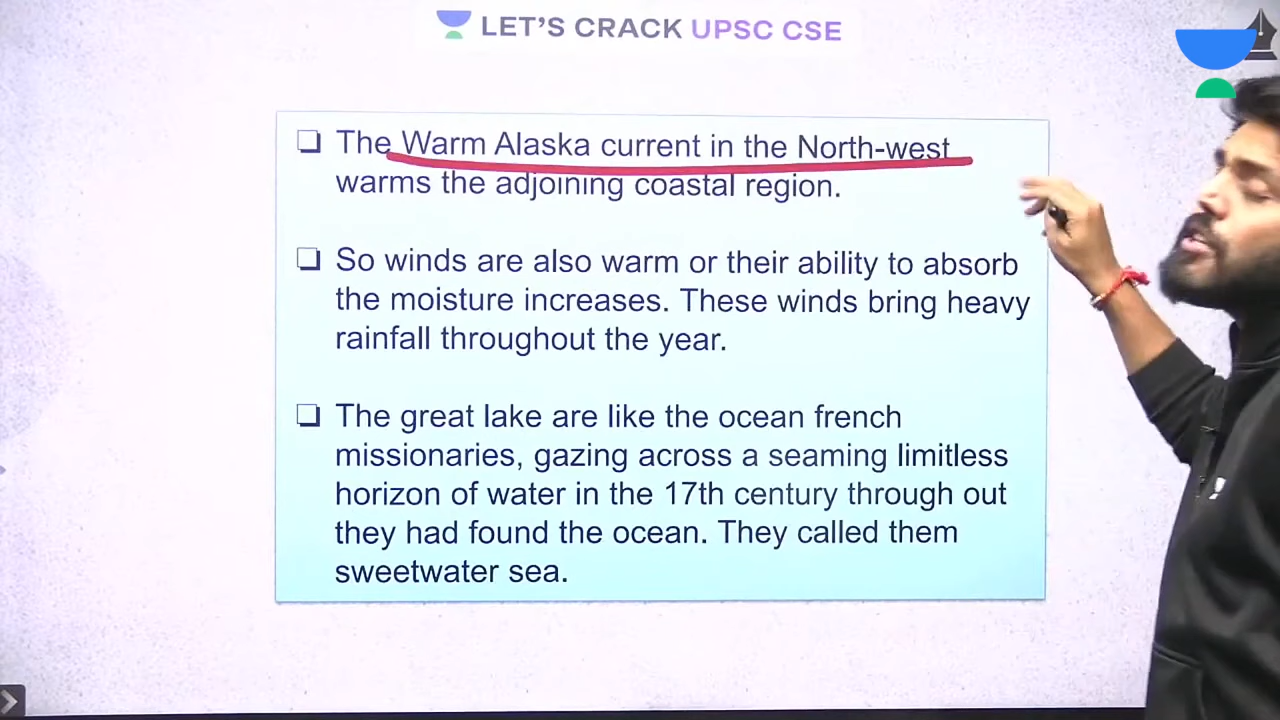 LET'S CRACK UPSC CSE
❏ The Warm Alaska current in the North-west
warms the adjoining coastal region.
❏ So winds are also warm or their ability to absorb
the moisture increases. These winds bring heavy
rainfall throughout the year.
❏ The great lake are like the ocean french
missionaries, gazing across a seaming limitless
horizon of water in the 17th century through out
they had found the ocean. They called them
sweetwater sea.